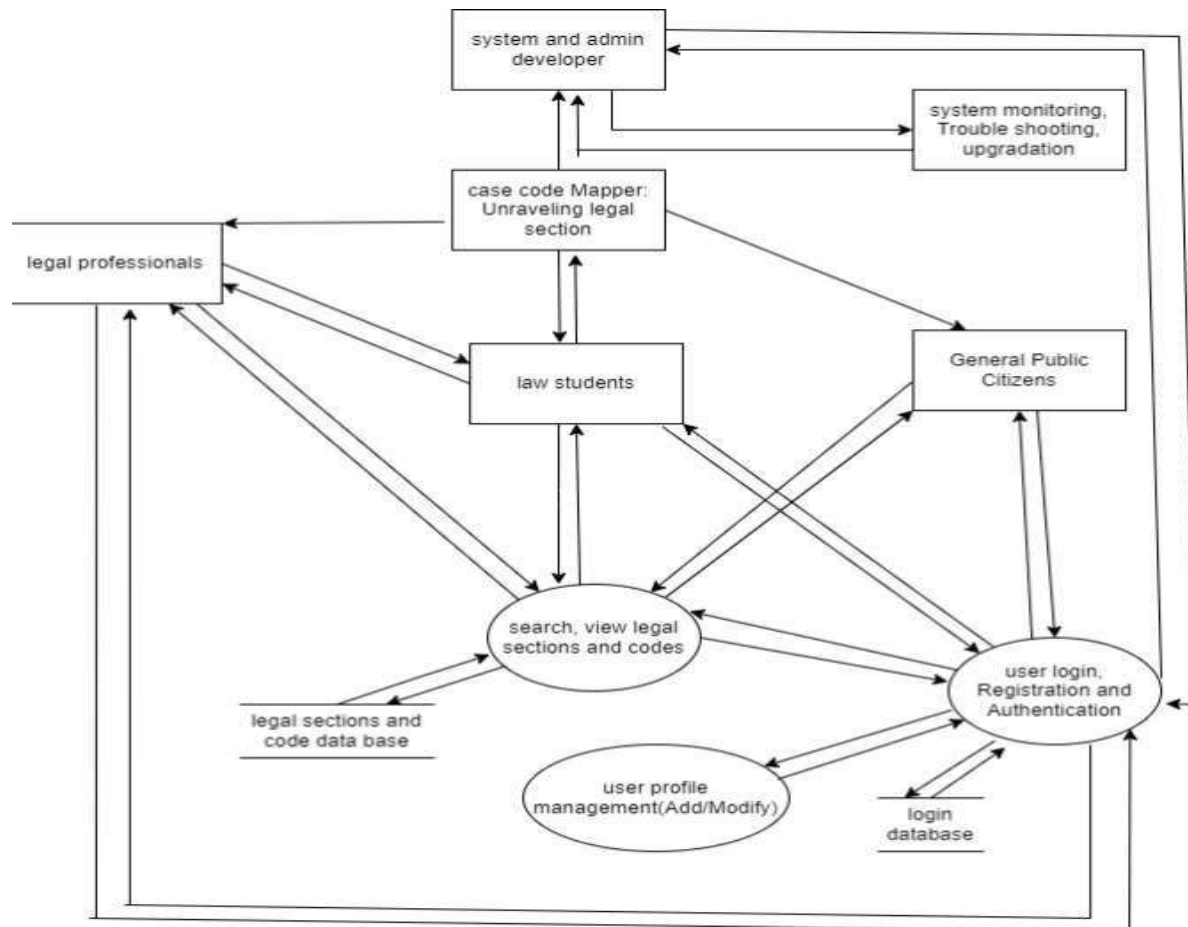 system and admin
developer
system monitoring,
Trouble shooting,
upgradation
case code Mapper:
Unraveling legal
section
legal professionals
law students
General Public
Citizens
search, view legal
sections and codes
user login,
Registration and
Authentication
legal sections and
code data base
user profile
management(Add/Modify)
login
database